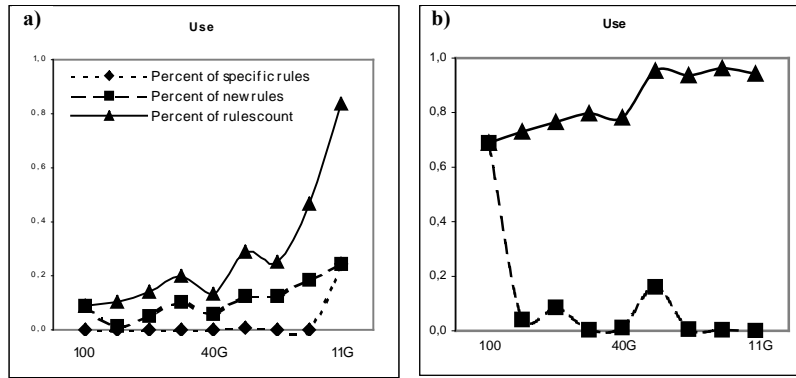 a)
Use
1,0
0,8
0,6
0,4
0,2
0,0
Percent of specific rules
Percent of new rules
Percent of rules count
100 40G 11G
b)
Use
1,0
0,8
0,6
0,4
0,2
0,0
100 40G 11G